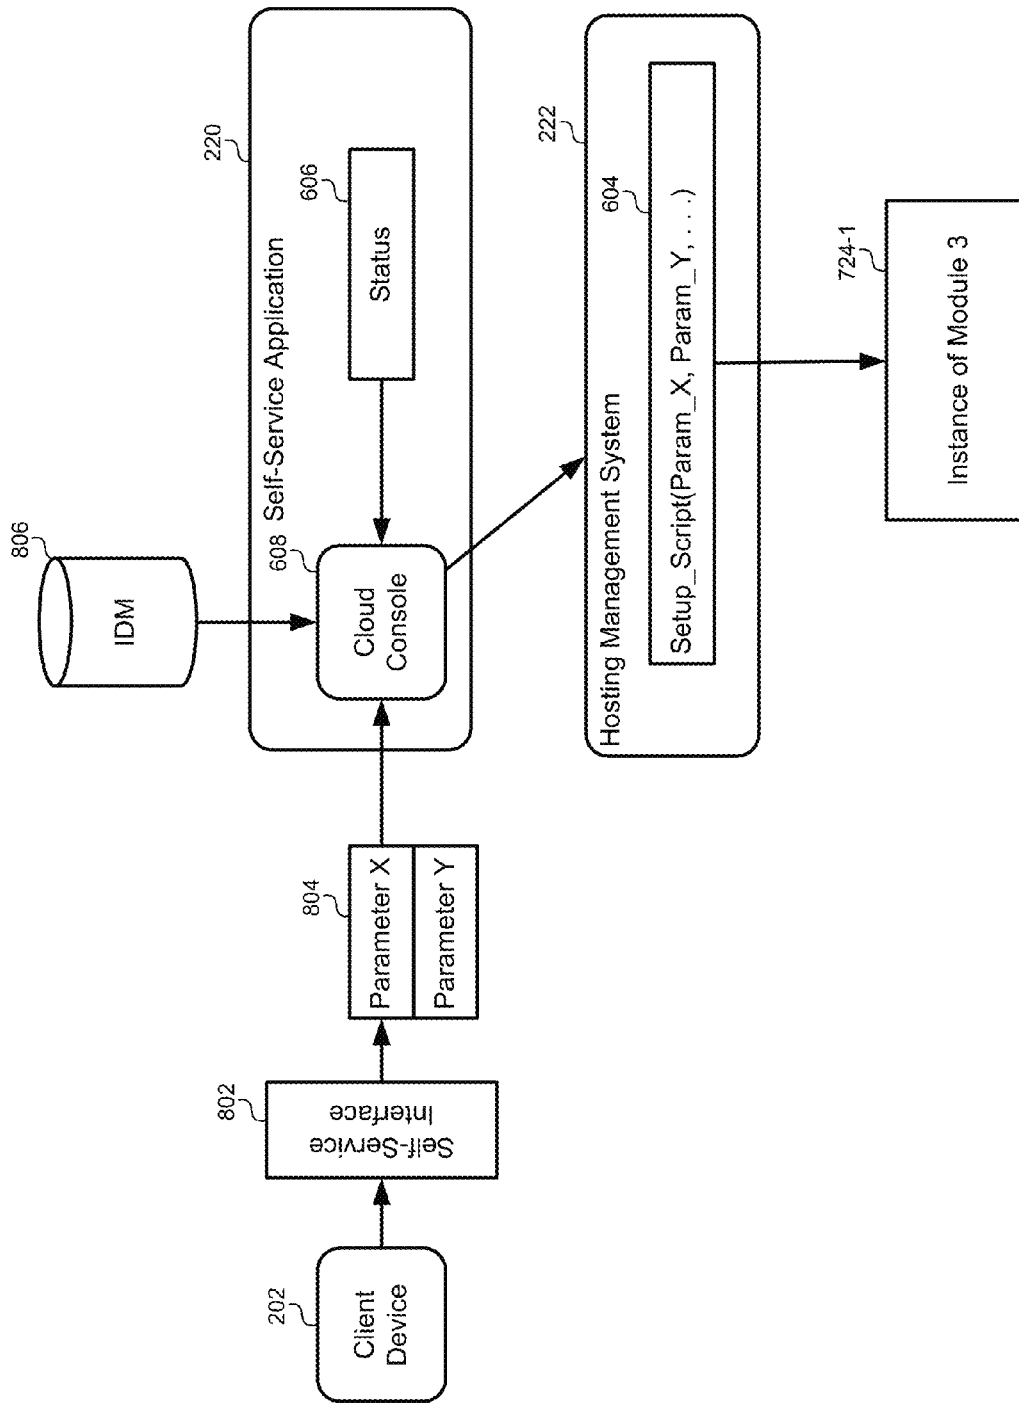 806
IDM
220
Self-Service Application
608
Cloud
Console
606
Status
202
Client
Device
802
Self-Service
Interface
804
Parameter X
Parameter Y
222
Hosting Management System
604
Setup_Script(Param_X, Param_Y, . . .)
724-1
Instance of Module 3